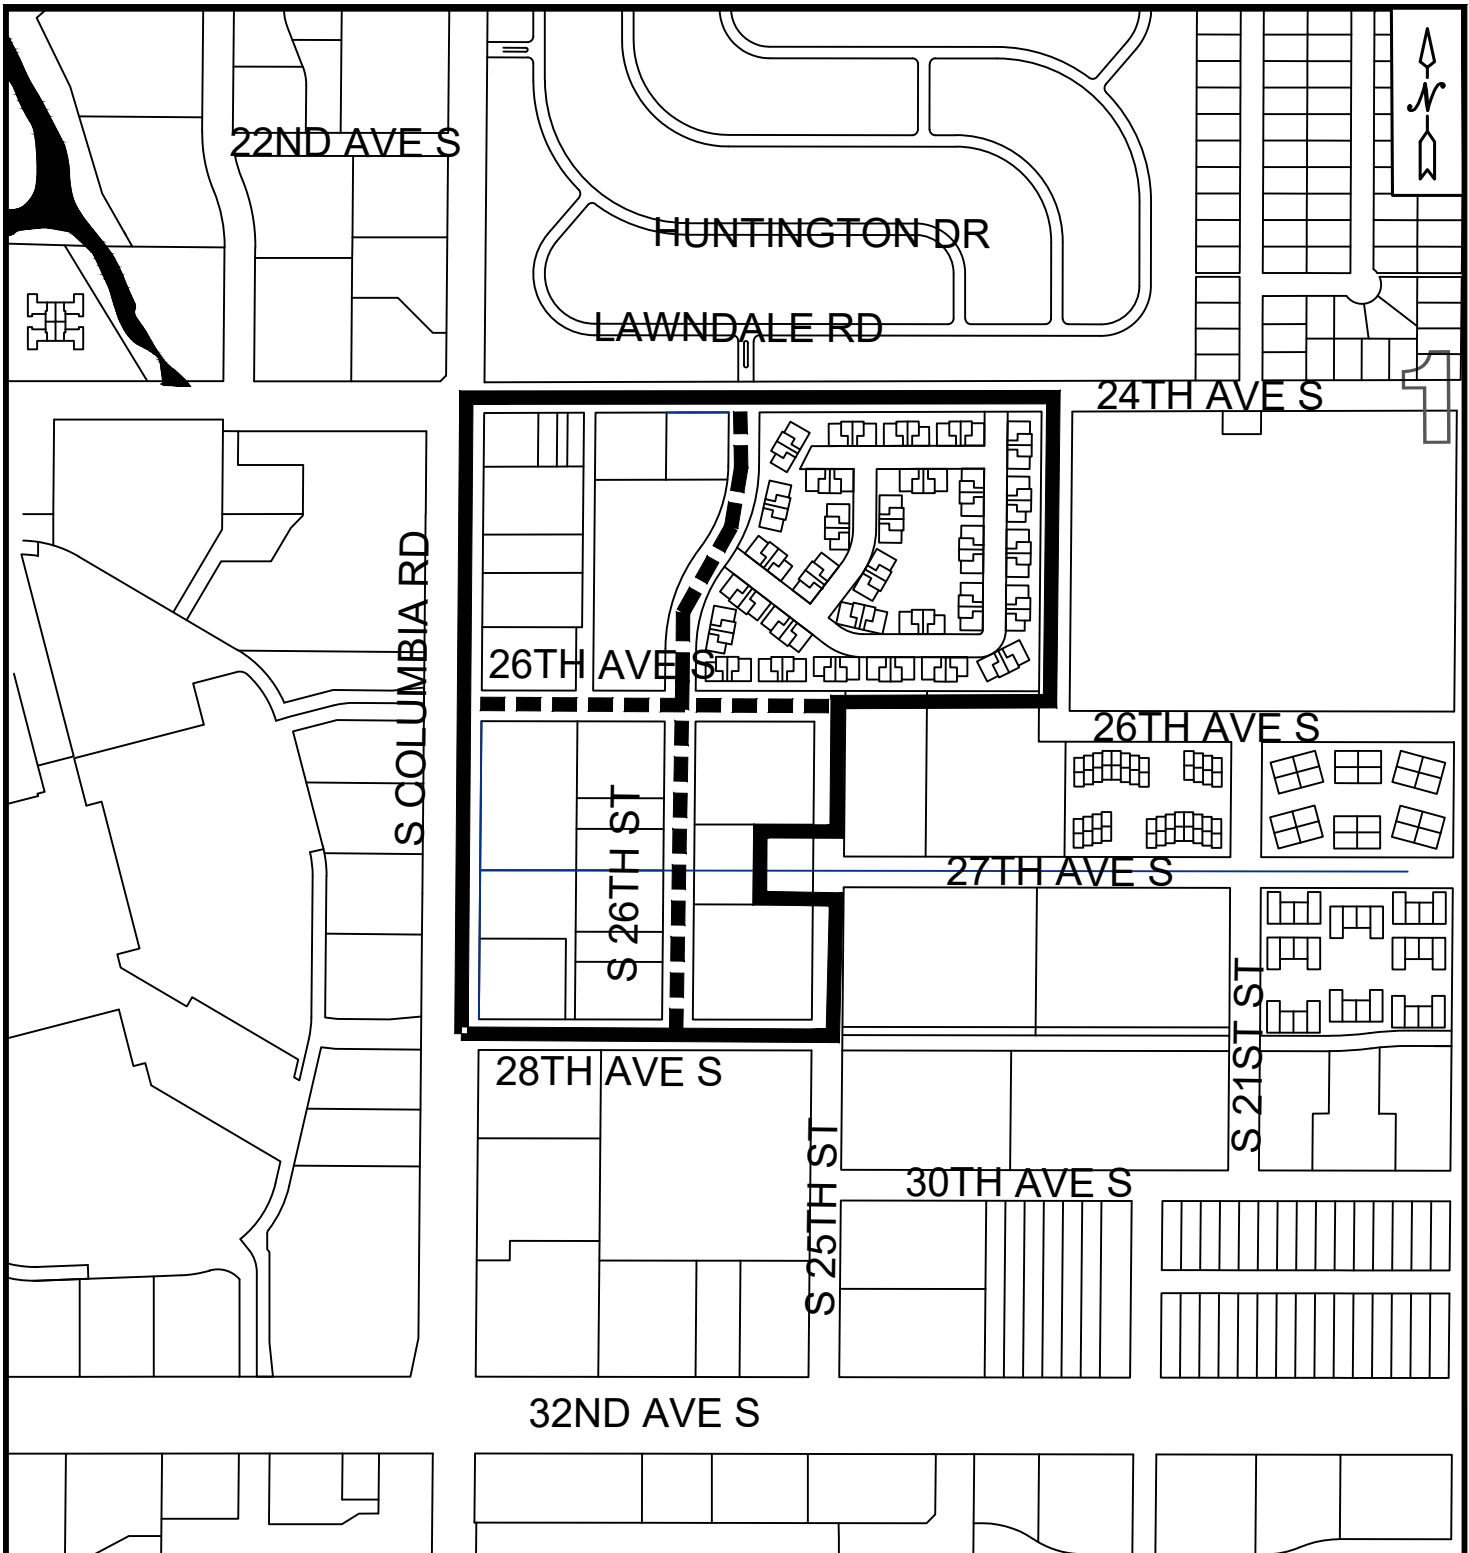 22ND AVE S
N
HUNTINGTON DR
LAWNDALE RD
24TH AVE S
1
S COLUMBIA RD
26TH AVE S
26TH AVE S
S 26TH ST
27TH AVE S
S 21ST ST
28TH AVE S
S 25TH ST
30TH AVE S
32ND AVE S